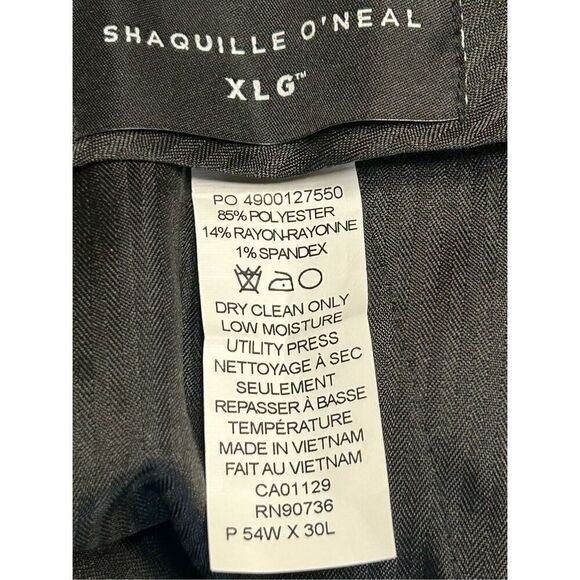 SHAQUILLE O'NEAL
XLG™
PO 4900127550
85% POLYESTER
14% RAYON-RAYONNE
1% SPANDEX
DRY CLEAN ONLY
LOW MOISTURE
UTILITY PRESS
NETTOYAGE À SEC
SEULEMENT
REPASSER À BASSE
TEMPÉRATURE
MADE IN VIETNAM
FAIT AU VIETNAM
CA01129
RN90736
P 54W X 30L